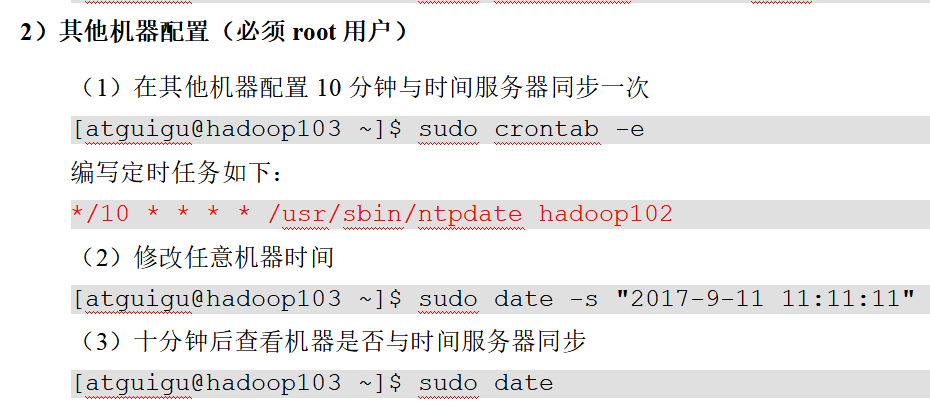 2）其他机器配置（必须 root 用户）
（1）在其他机器配置 10 分钟与时间服务器同步一次
[atguigu@hadoop103 ~]$ sudo crontab -e
编写定时任务如下：
*/10 * * * * /usr/sbin/ntpdate hadoop102
（2）修改任意机器时间
[atguigu@hadoop103 ~]$ sudo date -s "2017-9-11 11:11:11"
（3）十分钟后查看机器是否与时间服务器同步
[atguigu@hadoop103 ~]$ sudo date